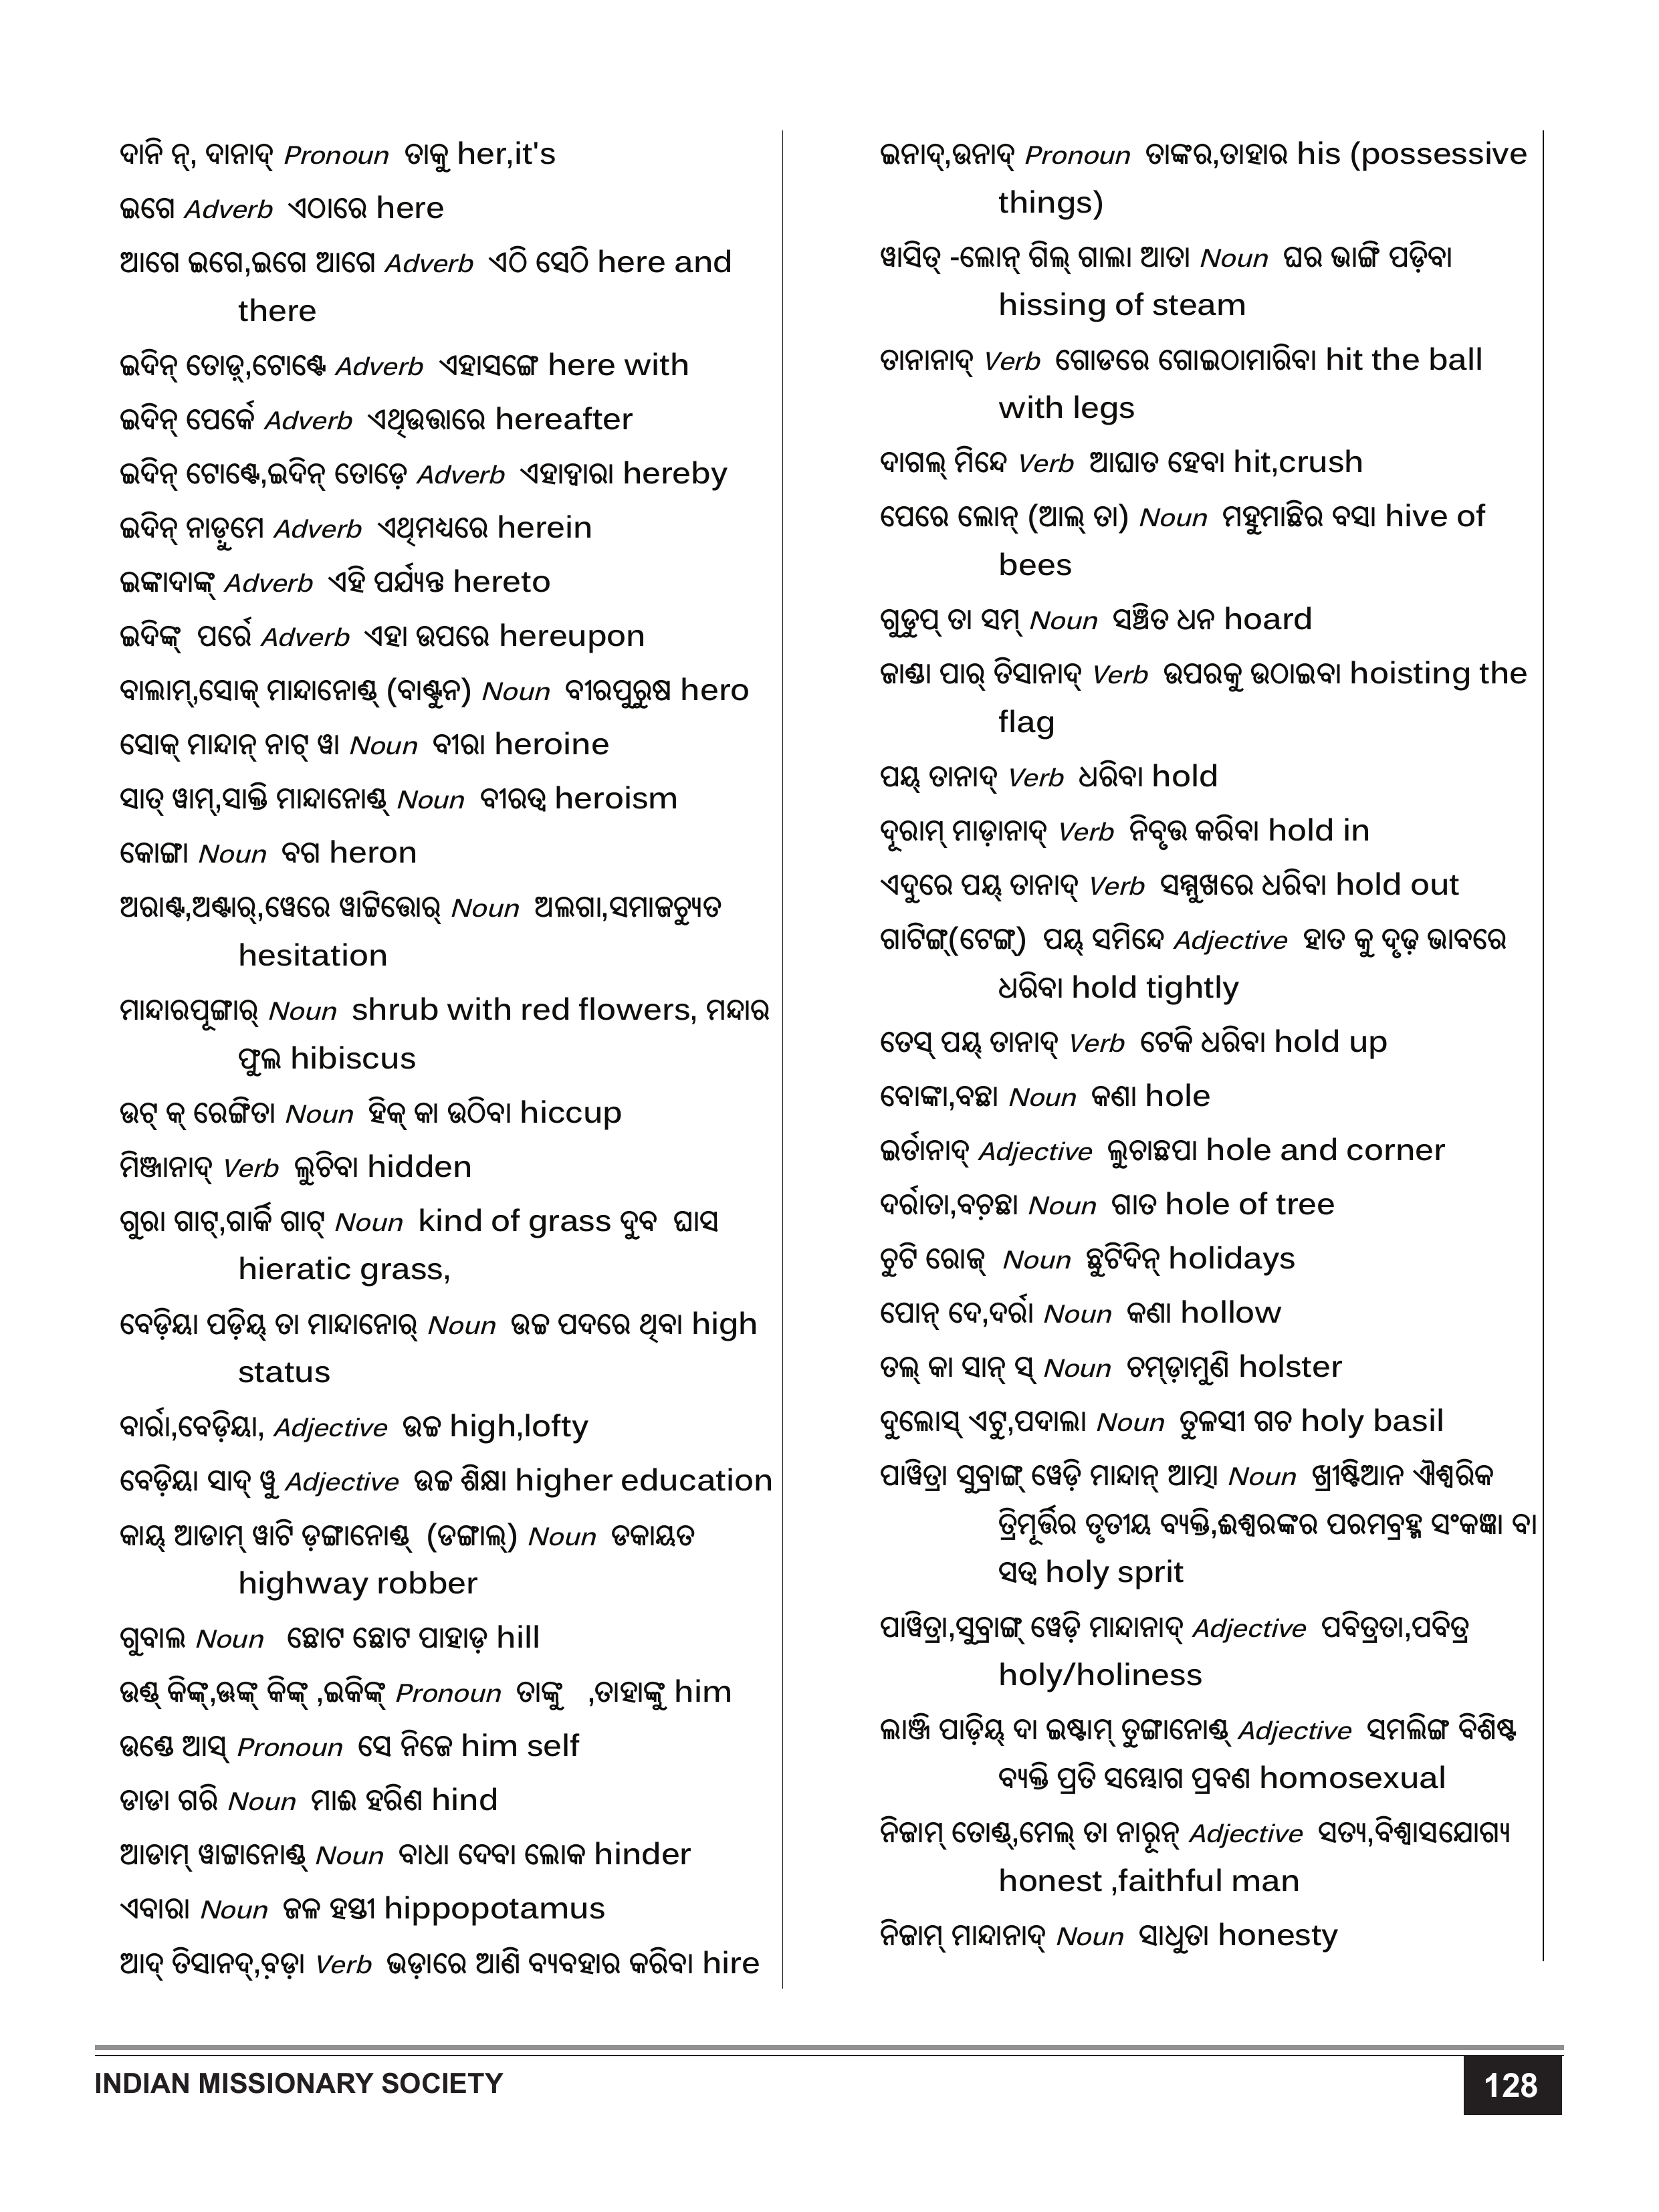 ଦାନି ନ୍, ଦାନାଦ୍ Pronoun ତାକୁ her,it's
ଇଗେ Adverb ଏଠାରେ here
ଆଗେ ଇଗେ,ଇଗେ ଆଗେ Adverb ଏଠି ସେଠି here and
there
ଇଦିନ୍ ତୋଡ଼୍,ଟୋଣ୍ଟେ Adverb ଏହାସଙ୍ଗେ here with
ଇଦିନ୍ ପେର୍କେ Adverb ଏଥିଉତ୍ତାରେ hereafter
ଇଦିନ୍ ଟୋଣ୍ଟେ,ଇଦିନ୍ ତୋଡ଼େ Adverb ଏହାଦ୍ୱାରା hereby
ଇଦିନ୍ ନାଡ଼ୁମେ Adverb ଏଥିମଧ୍ୟରେ herein
ଇଙ୍କାଦାଙ୍କ୍ Adverb ଏହି ପର୍ଯ୍ୟନ୍ତ hereto
ଇଦିଙ୍କ୍ ପର୍ରେ Adverb ଏହା ଉପରେ hereupon
ବାଲାମ୍,ସୋକ୍ ମାନ୍ଦାନୋଣ୍ଡ୍ (ବାଣ୍ଟୁନ) Noun ବୀରପୁରୁଷ hero
ସୋକ୍ ମାନ୍ଦାନ୍ ନାଟ୍ ୱା Noun ବୀରା heroine
ସାତ୍ ୱାମ୍,ସାକ୍ତି ମାନ୍ଦାନୋଣ୍ଡ୍ Noun ବୀରତ୍ୱ heroism
କୋଙ୍ଗା Noun ବଗ heron
ଅରାଣ୍ଟ,ଅଣ୍ଟାର୍,ୱେରେ ୱାଟ୍ଟିତ୍ତୋର୍ Noun ଅଲଗା,ସମାଜଚ୍ୟୁତ
hesitation
ମାନ୍ଦାରପୂଙ୍ଗାର୍ Noun shrub with red flowers, ମନ୍ଦାର
ଫୁଲ hibiscus
ଉଟ୍ କ୍ ରେଙ୍ଗିତା Noun ହିକ୍ କା ଉଠିବା hiccup
ମିଞ୍ଜାନାଦ୍ Verb ଲୁଚିବା hidden
ଗୁରା ଗାଟ୍,ଗାର୍କି ଗାଟ୍ Noun kind of grass ଦୁବ ଘାସ
hieratic grass,
ବେଡ଼ିୟା ପଡ଼ିୟ୍ ତା ମାନ୍ଦାନୋର୍ Noun ଉଚ୍ଚ ପଦରେ ଥିବା high
status
ବାର୍ରା,ବେଡ଼ିୟା, Adjective ଉଚ୍ଚ high,lofty
ବେଡ଼ିୟା ସାଦ୍ ୱୁ Adjective ଉଚ୍ଚ ଶିକ୍ଷା higher education
କାୟ୍ ଆଡାମ୍ ୱାଟି ଡ଼ଙ୍ଗାନୋଣ୍ଡ୍ (ଡଙ୍ଗାଲ୍) Noun ଡକାୟତ
highway robber
ଗୁବାଲ Noun ଛୋଟ ଛୋଟ ପାହାଡ଼ hill
ଉଣ୍ଡ୍ କିଙ୍କ୍,ଊଙ୍କ୍ କିଙ୍କ୍ ,ଇକିଙ୍କ୍ Pronoun ତାଙ୍କୁ ,ତାହାଙ୍କୁ him
ଉଣ୍ଡେ ଆସ୍ Pronoun ସେ ନିଜେ him self
ଡାଡା ଗରି Noun ମାଈ ହରିଣ hind
ଆଡାମ୍ ୱାଟ୍ଟାନୋଣ୍ଡ୍ Noun ବାଧା ଦେବା ଲୋକ hinder
ଏବାରା Noun ଜଳ ହସ୍ତୀ hippopotamus
ଆଦ୍ ତିସାନଦ୍,ବ଼ଡ଼ା Verb ଭଡ଼ାରେ ଆଣି ବ୍ୟବହାର କରିବା hire
ଇନାଦ୍,ଉନାଦ୍ Pronoun ତାଙ୍କର,ତାହାର his (possessive
things)
ୱାସିତ୍ -ଲୋନ୍ ଗିଲ୍ ଗାଲା ଆତା Noun ଘର ଭାଙ୍ଗି ପଡ଼ିବା
hissing of steam
ତାନାନାଦ୍ Verb ଗୋଡରେ ଗୋଇଠାମାରିବା hit the ball
with legs
ଦାଗଲ୍ ମିନ୍ଦେ Verb ଆଘାତ ହେବା hit,crush
ପେରେ ଲୋନ୍ (ଆଲ୍ ତା) Noun ମହୁମାଛିର ବସା hive of
bees
ଗୁଡୁପ୍ ତା ସମ୍ Noun ସଞ୍ଚିତ ଧନ hoard
ଜାଣ୍ଡା ପାର୍ ତିସାନାଦ୍ Verb ଉପରକୁ ଉଠାଇବା hoisting the
flag
ପୟ୍ ତାନାଦ୍ Verb ଧରିବା hold
ଦୂରାମ୍ ମାଡ଼ାନାଦ୍ Verb ନିବୃତ୍ତ କରିବା hold in
ଏଦୁରେ ପୟ୍ ତାନାଦ୍ Verb ସନ୍ମୁଖରେ ଧରିବା hold out
ଗାଟିଙ୍ଗ୍(ଟେଙ୍ଗ୍) ପୟ୍ ସମିନ୍ଦେ Adjective ହାତ କୁ ଦୃଢ଼ ଭାବରେ
ଧରିବା hold tightly
ତେସ୍ ପୟ୍ ତାନାଦ୍ Verb ଟେକି ଧରିବା hold up
ବୋଙ୍କା,ବଛା Noun କଣା hole
ଇର୍ତାନାଦ୍ Adjective ଲୁଚାଛପା hole and corner
ଦର୍ରାତା,ବଚ଼ଛା Noun ଗାତ hole of tree
ଚୁଟି ରୋଜ୍ Noun ଛୁଟିଦିନ୍ holidays
ପୋନ୍ ଦେ,ଦର୍ରା Noun କଣା hollow
ତଲ୍ କା ସାନ୍ ସ୍ Noun ଚମ୍‌ଡ଼ାମୁଣି holster
ଦୁଲୋସ୍ ଏଟୁ,ପଦାଲା Noun ତୁଳସୀ ଗଚ holy basil
ପାୱିତ୍ରା ସୁବ୍ରାଙ୍ଗ୍ ୱେଡ଼ି ମାନ୍ଦାନ୍ ଆତ୍ମା Noun ଖ୍ରୀଷ୍ଟିଆନ ଐଶ୍ୱରିକ
ତ୍ରିମୂର୍ତ୍ତିର ତୃତୀୟ ବ୍ୟକ୍ତି,ଈଶ୍ୱରଙ୍କର ପରମବ୍ରହ୍ମ ସଂକଜ୍ଞା ବା
ସତ୍ୱ holy sprit
ପାୱିତ୍ରା,ସୁବ୍ରାଙ୍ଗ୍ ୱେଡ଼ି ମାନ୍ଦାନାଦ୍ Adjective ପବିତ୍ରତା,ପବିତ୍ର
holy/holiness
ଲାଞ୍ଜି ପାଡ଼ିୟ୍ ଦା ଇଷ୍ଟାମ୍ ତୁଙ୍ଗାନୋଣ୍ଡ୍ Adjective ସମଲିଙ୍ଗ ବିଶିଷ୍ଟ
ବ୍ୟକ୍ତି ପ୍ରତି ସମ୍ଭୋଗ ପ୍ରବଣ homosexual
ନିଜାମ୍ ତୋଣ୍ଡ୍,ମେଲ୍ ତା ନାରୂନ୍ Adjective ସତ୍ୟ,ବିଶ୍ୱାସଯୋଗ୍ୟ
honest ,faithful man
ନିଜାମ୍ ମାନ୍ଦାନାଦ୍ Noun ସାଧୁତା honesty
INDIAN MISSIONARY SOCIETY
128